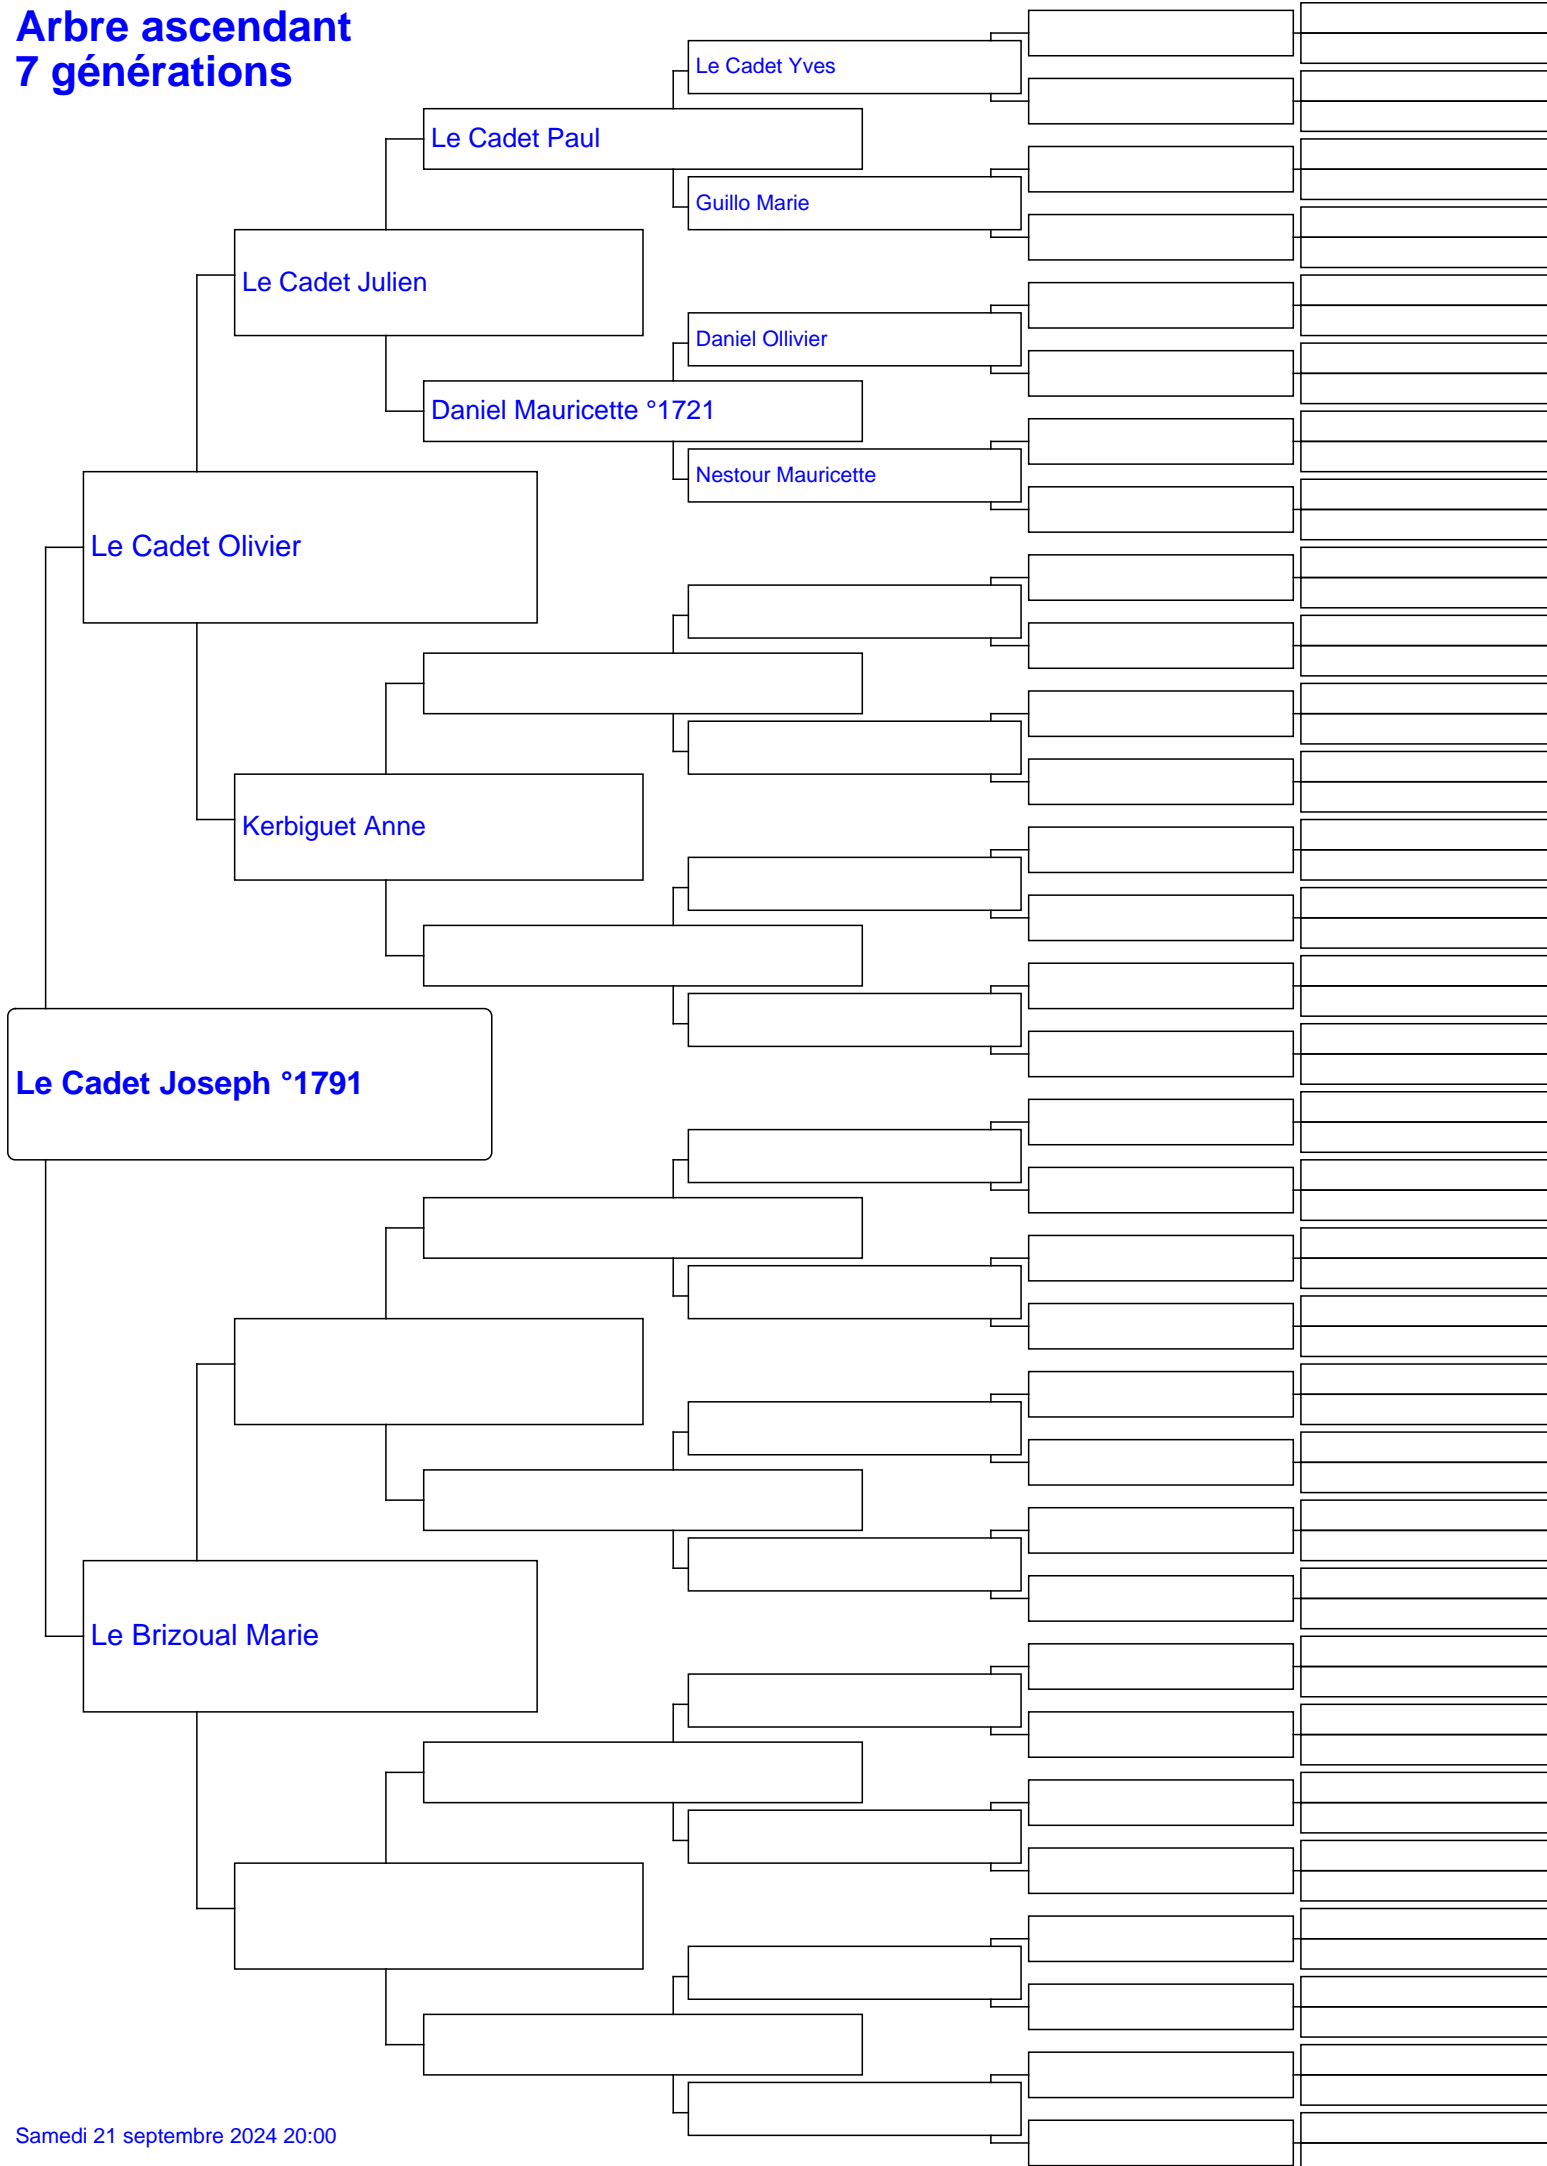 Arbre ascendant
7 générations
Le Cadet Yves
Le Cadet Paul
Guillo Marie
Le Cadet Julien
Daniel Ollivier
Daniel Mauricette °1721
Nestour Mauricette
Le Cadet Olivier
Kerbiguet Anne
Le Cadet Joseph °1791
Le Brizoual Marie
Samedi 21 septembre 2024 20:00